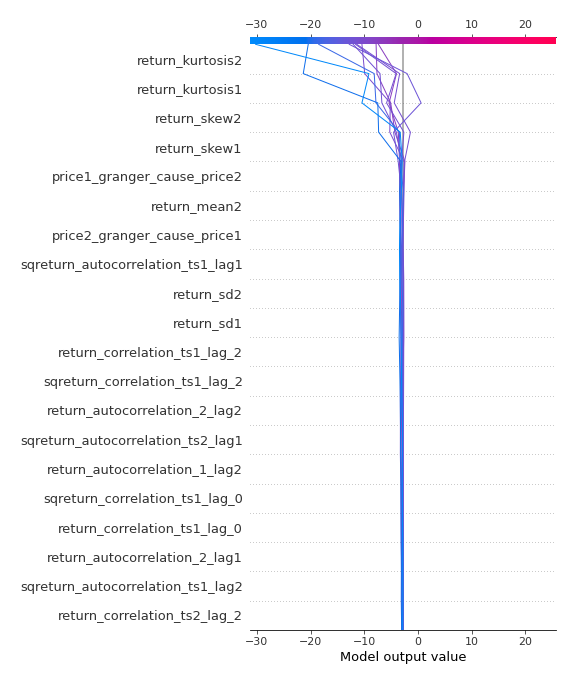 −30 −20 −10 0 10 20
return_kurtosis2
return_kurtosis1
return_skew2
return_skew1
price1_granger_cause_price2
return_mean2
price2_granger_cause_price1
sqreturn_autocorrelation_ts1_lag1
return_sd2
return_sd1
return_correlation_ts1_lag_2
sqreturn_correlation_ts1_lag_2
return_autocorrelation_2_lag2
sqreturn_autocorrelation_ts2_lag1
return_autocorrelation_1_lag2
sqreturn_correlation_ts1_lag_0
return_correlation_ts1_lag_0
return_autocorrelation_2_lag1
sqreturn_autocorrelation_ts1_lag2
return_correlation_ts2_lag_2
−30 −20 −10 0 10 20
Model output value